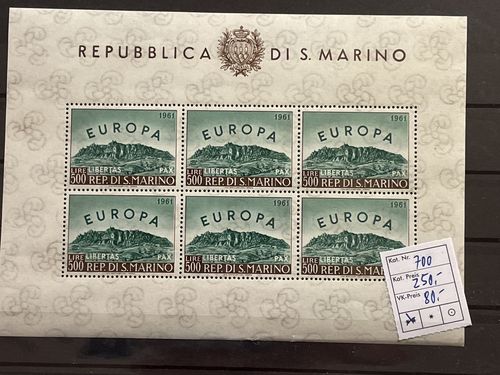 REPUBBLICA DI S. MARINO
1961 1961 1961
EUROPA EUROPA EUROPA
LIBERTAS PAX LIBERTAS PAX LIBERTAS PAX
LIRE 500 REP. DI S. MARINO LIRE 500 REP. DI S. MARINO LIRE 500 REP. DI S. MARINO
1961 1961 1961
EUROPA EUROPA EUROPA
LIBERTAS PAX LIBERTAS PAX LIBERTAS
LIRE 500 REP. DI S. MARINO LIRE 500 REP. DI S. MARINO LIRE 500 REP. DI S. MARINO
Kat. Nr. 700
Kat. Preis 250,-
VK-Preis 80,-